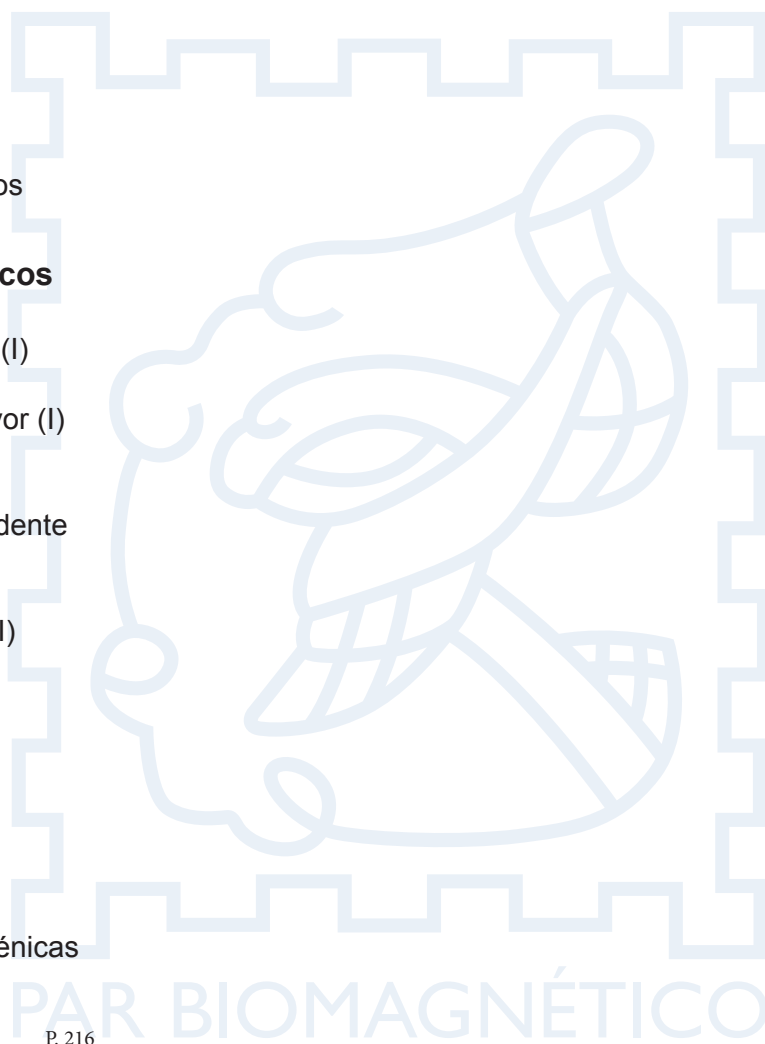 os
cos
(I)
vor (I)
dente
I)
énicas
PAR BIOMAGNÉTICO
P. 216